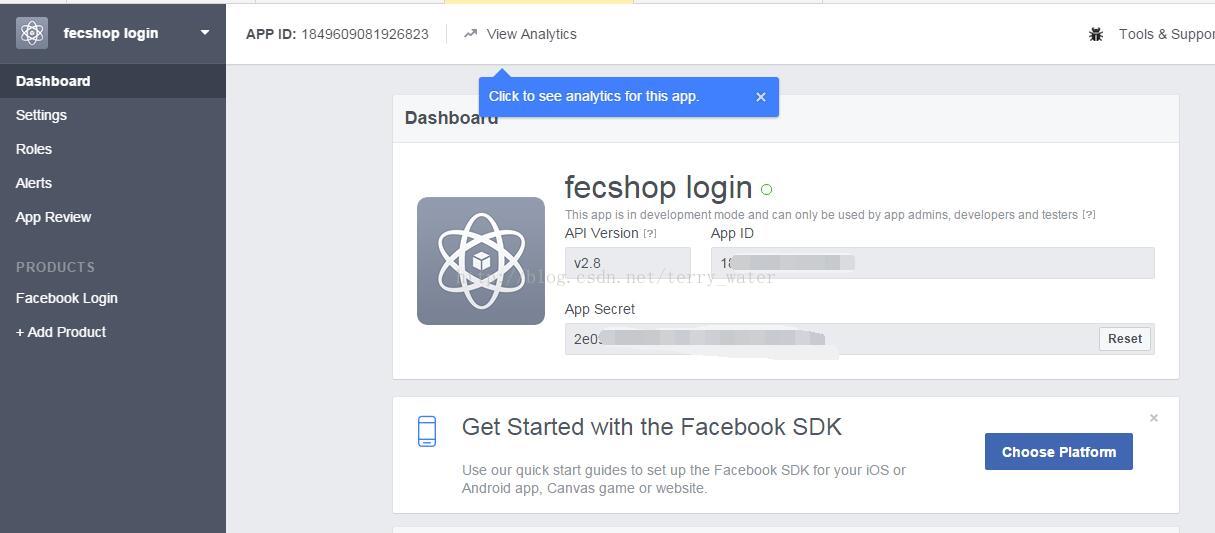 fecshop login
APP ID: 1849609081926823
View Analytics
Tools & Suppor
Dashboard
Settings
Roles
Alerts
App Review
PRODUCTS
Facebook Login
+ Add Product
Click to see analytics for this app.
Dashboard
fecshop login
This app is in development mode and can only be used by app admins, developers and testers [?]
API Version [?]
App ID
v2.8
18
http://blog.csdn.net/terry_water
App Secret
2e0
Reset
Get Started with the Facebook SDK
Use our quick start guides to set up the Facebook SDK for your iOS or
Android app, Canvas game or website.
Choose Platform